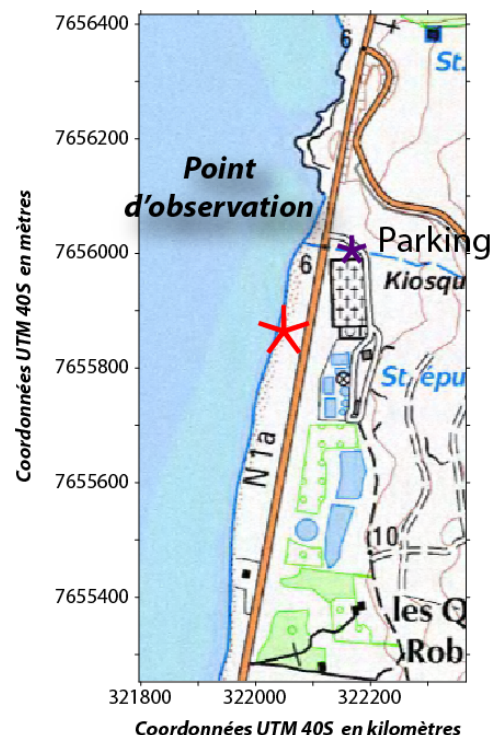 Coordonnées UTM 40S en mètres
7656400
7656200
7656000
7655800
7655600
7655400
6
St.
Point
d'observation
Parking
6
Kiosqu
St. épu
N1a
10
les Q
Rob
321800
322000
322200
Coordonnées UTM 40S en kilomètres